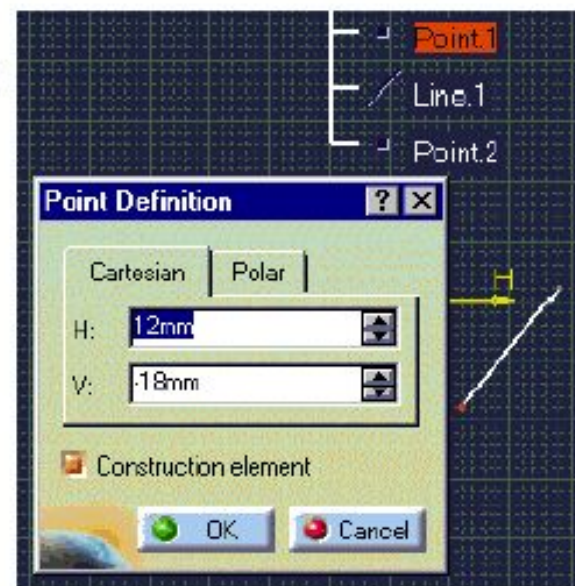 Point.1
Line.1
Point.2
Point Definition ? X
Cartesian Polar
H
H: 12mm
V: -18mm
Construction element
OK Cancel